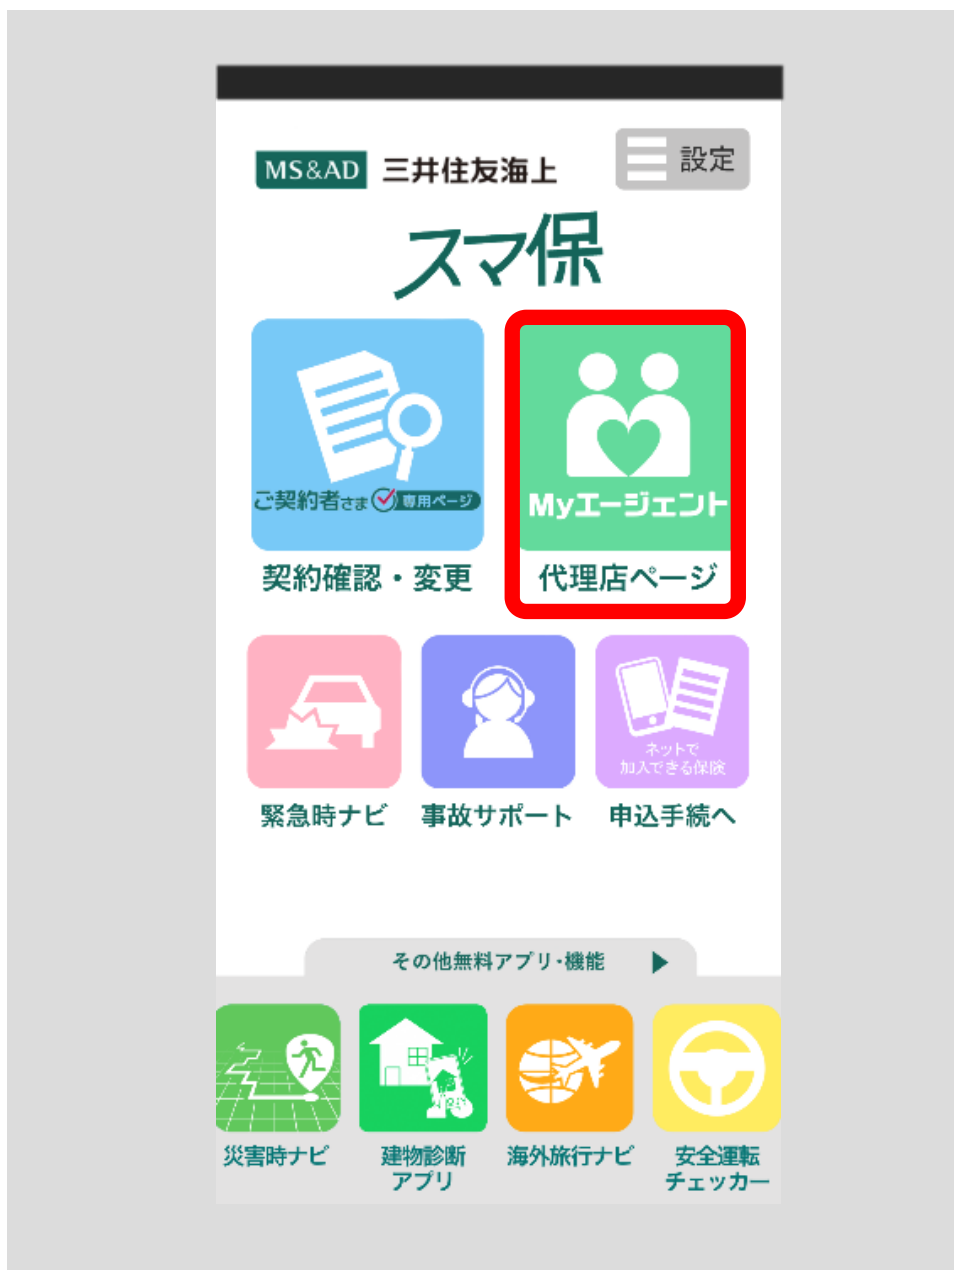 MS&AD 三井住友海上
設定
スマ保
ご契約者さま 専用ページ
契約確認・変更
Myエージェント
代理店ページ
緊急時ナビ
事故サポート
ネットで
加入できる保険
申込手続へ
その他無料アプリ・機能
災害時ナビ
建物診断
アプリ
海外旅行ナビ
安全運転
チェッカー